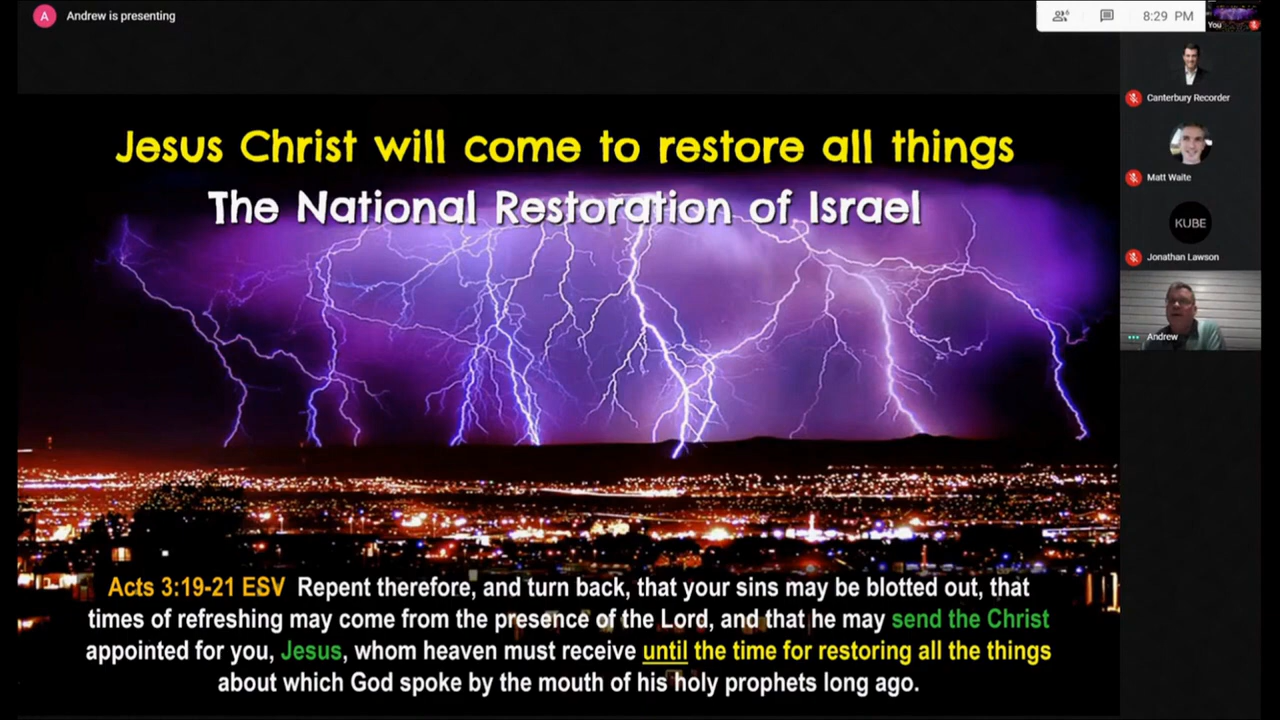 A
Andrew is presenting
8:29 PM
You
Canterbury Recorder
Matt Waite
KUBE
Jonathan Lawson
Andrew
Jesus Christ will come to restore all things
The National Restoration of Israel
Acts 3:19-21 ESV Repent therefore, and turn back, that your sins may be blotted out, that
times of refreshing may come from the presence of the Lord, and that he may send the Christ
appointed for you, Jesus, whom heaven must receive until the time for restoring all the things
about which God spoke by the mouth of his holy prophets long ago.